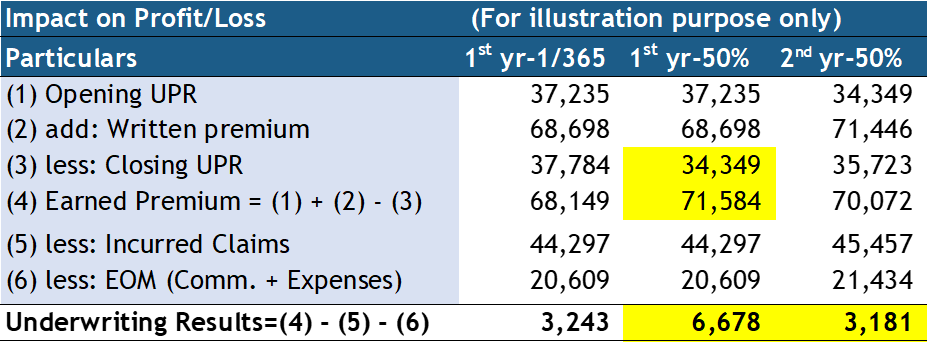 Impact on Profit/Loss (For illustration purpose only)
Particulars 1st yr-1/365 1st yr-50% 2nd yr-50%
(1) Opening UPR 37,235 37,235 34,349
(2) add: Written premium 68,698 68,698 71,446
(3) less: Closing UPR 37,784 34,349 35,723
(4) Earned Premium = (1) + (2) - (3) 68,149 71,584 70,072
(5) less: Incurred Claims 44,297 44,297 45,457
(6) less: EOM (Comm. + Expenses) 20,609 20,609 21,434
Underwriting Results=(4) - (5) - (6) 3,243 6,678 3,181